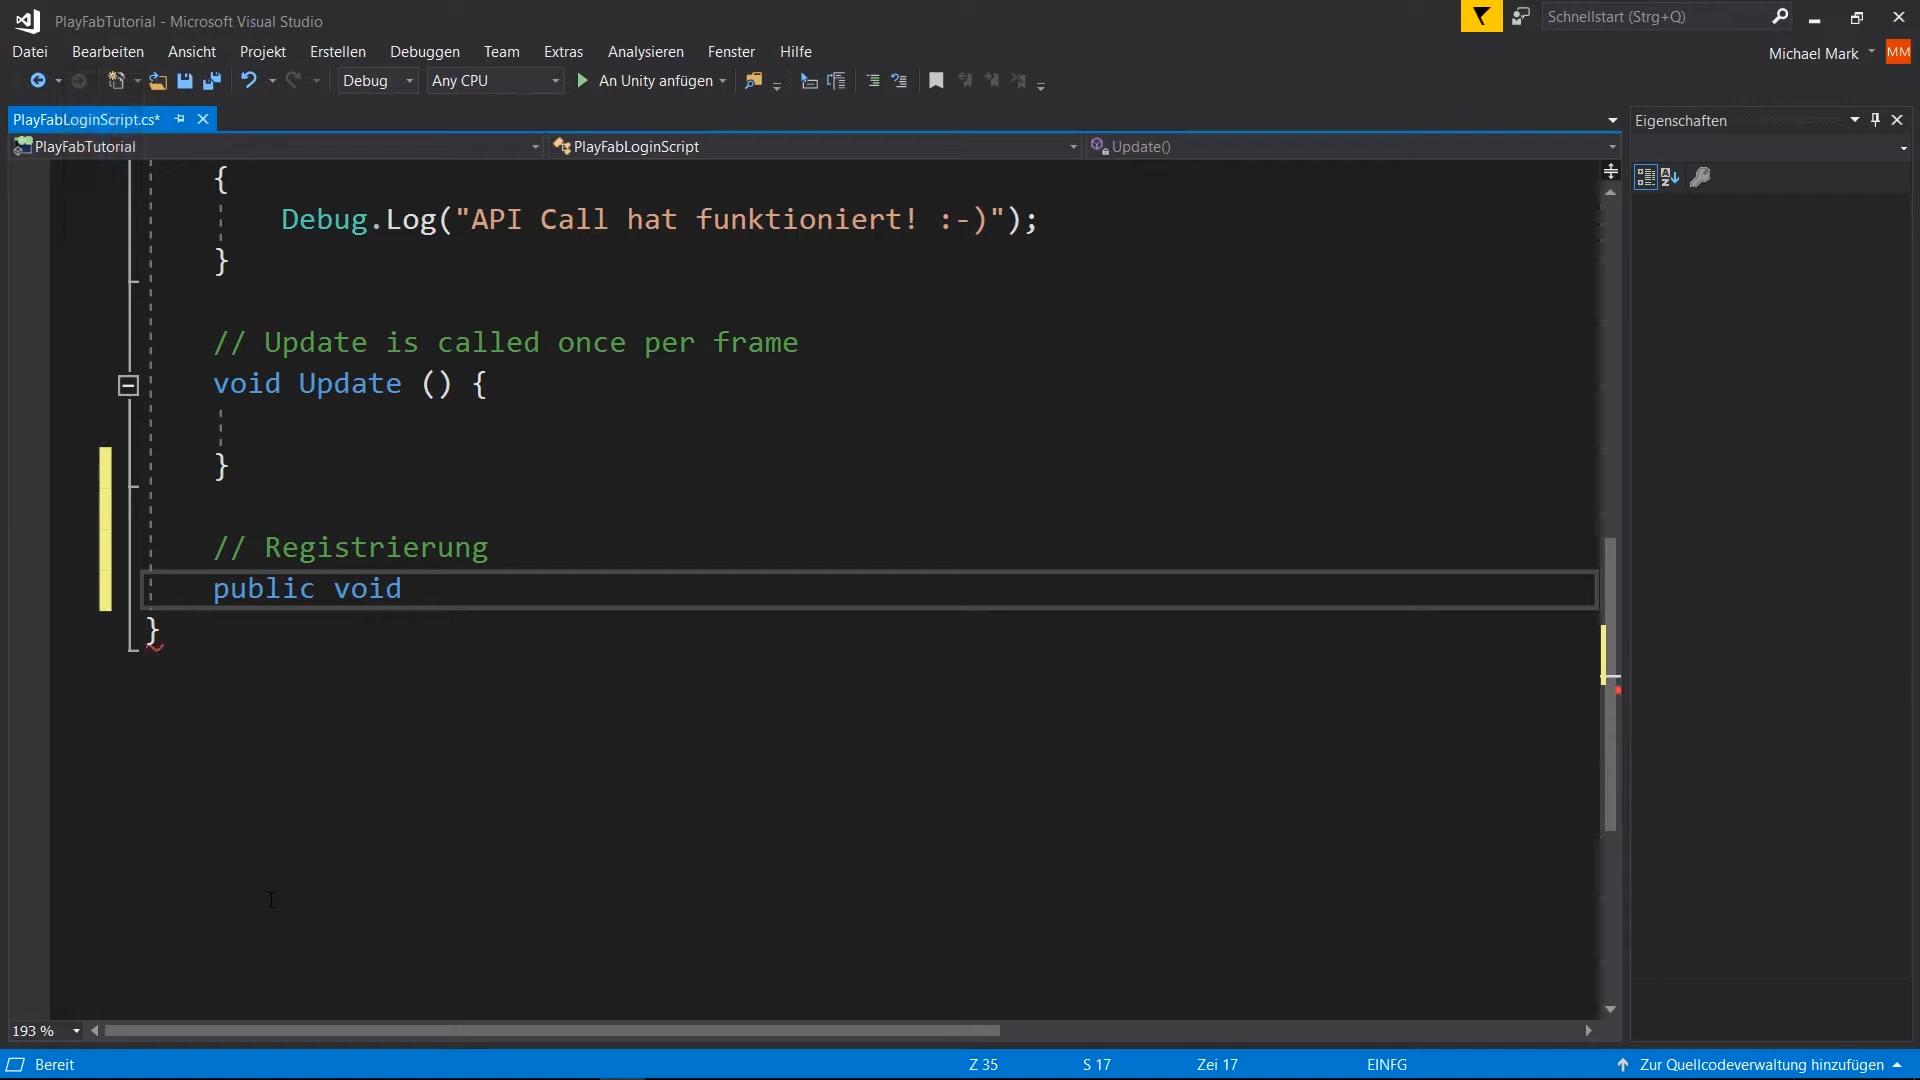 PlayFabTutorial - Microsoft Visual Studio
Schnellstart (Strg+Q)
Datei Bearbeiten Ansicht Projekt Erstellen Debuggen Team Extras Analysieren Fenster Hilfe
Michael Mark MM
Debug Any CPU An Unity anfügen
PlayFabLoginScript.cs*
Eigenschaften
PlayFabTutorial PlayFabLoginScript Update()
{
Debug.Log("API Call hat funktioniert! :-)");
}
// Update is called once per frame
void Update () {
}
// Registrierung
public void
}
193 %
Bereit Z 35 S 17 Zei 17 EINFG Zur Quellcodeverwaltung hinzufügen